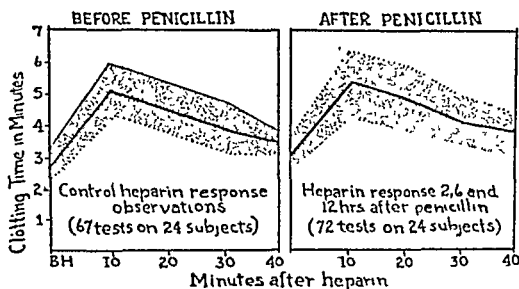 BEFORE PENICILLIN
AFTER PENICILLIN
Clotting Time in Minutes
7
6
5
4
3
2
1
Control heparin response
observations
(67 tests on 24 subjects)
Heparin response 2,6 and
12hrs after penicillin
(72 tests on 24 subjects)
BH 10 20 30 40
10 20 30 40
Minutes after heparin